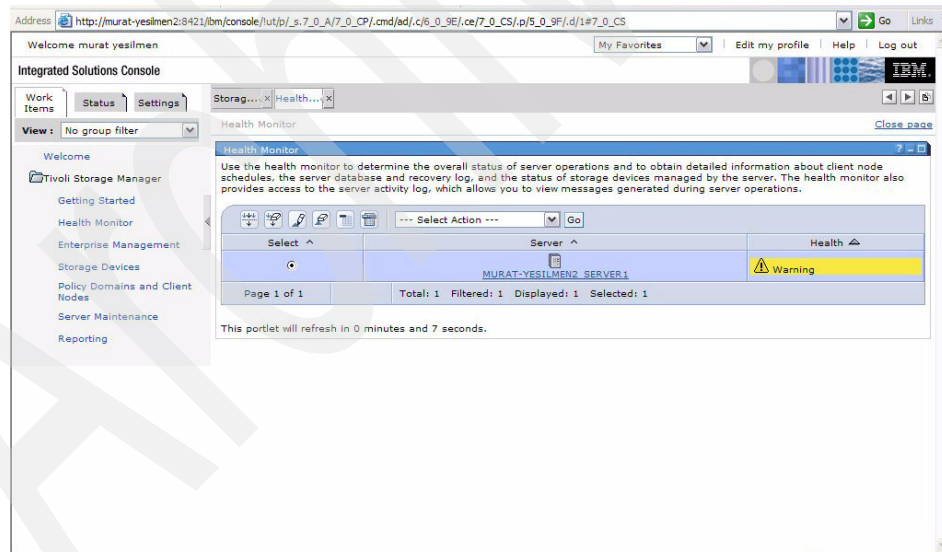 Address http://murat-yesilmen2:8421/ibm/console/!ut/p/_s.7_0_A/7_0_CP/.cmd/ad/.c/6_0_9E/.ce/7_0_CS/.p/5_0_9F/.d/1#7_0_CS Go Links
Welcome murat yesilmen My Favorites Edit my profile Help Log out
Integrated Solutions Console IBM.
Work Items Status Settings Storag... Health...
View : No group filter Health Monitor Close page
Welcome
Tivoli Storage Manager
Getting Started
Health Monitor
Enterprise Management
Storage Devices
Policy Domains and Client
Nodes
Server Maintenance
Reporting
Health Monitor
Use the health monitor to determine the overall status of server operations and to obtain detailed information about client node
schedules, the server database and recovery log, and the status of storage devices managed by the server. The health monitor also
provides access to the server activity log, which allows you to view messages generated during server operations.
--- Select Action --- Go
Select Server Health
MURAT-YESILMEN2_SERVER1 Warning
Page 1 of 1 Total: 1 Filtered: 1 Displayed: 1 Selected: 1
This portlet will refresh in 0 minutes and 7 seconds.